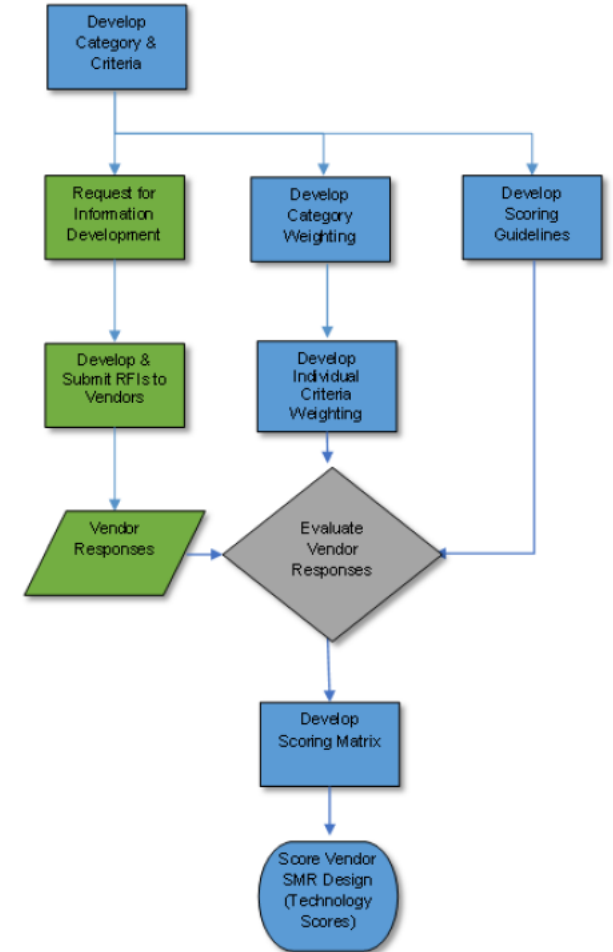 Develop
Category &
Criteria
Request for
Information
Development
Develop
Category
Weighting
Develop
Scoring
Guidelines
Develop &
Submit RFIs to
Vendors
Develop
Individual
Criteria
Weighting
Vendor
Responses
Evaluate
Vendor
Responses
Develop
Scoring Matrix
Score Vendor
SMR Design
(Technology
Scores)